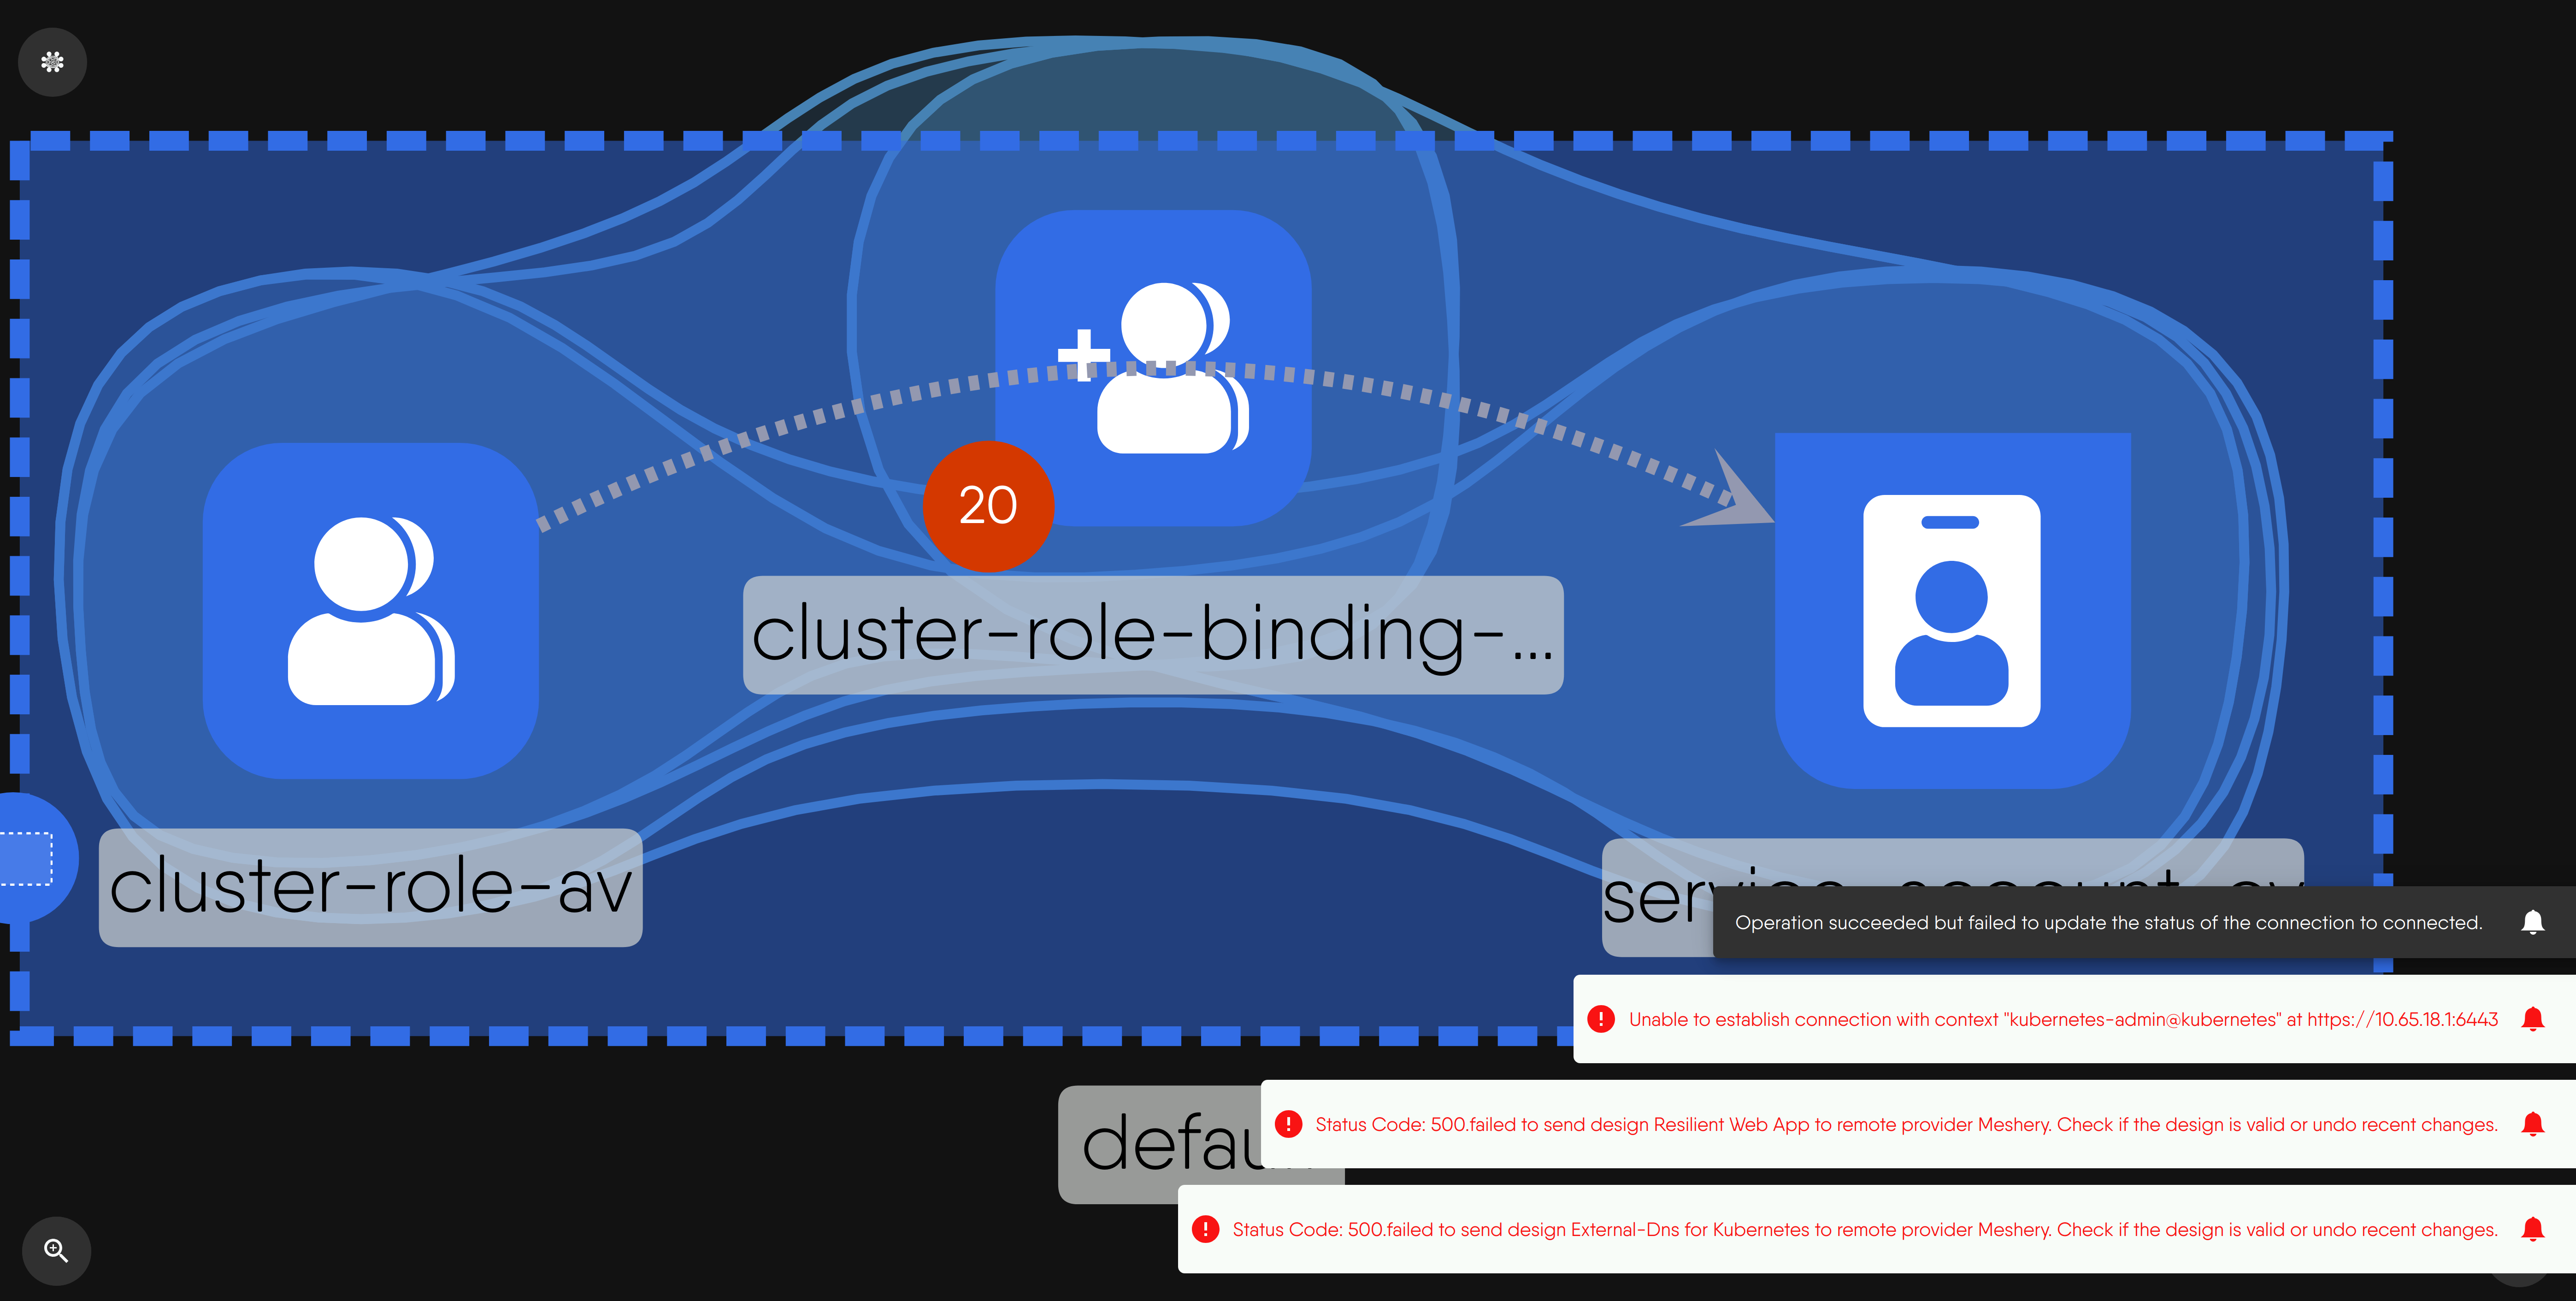 20
cluster-role-binding-...
cluster-role-av
Operation succeeded but failed to update the status of the connection to connected.
Unable to establish connection with context "kubernetes-admin@kubernetes" at https://10.65.18.1:6443
Status Code: 500.failed to send design Resilient Web App to remote provider Meshery. Check if the design is valid or undo recent changes.
Status Code: 500.failed to send design External-Dns for Kubernetes to remote provider Meshery. Check if the design is valid or undo recent changes.